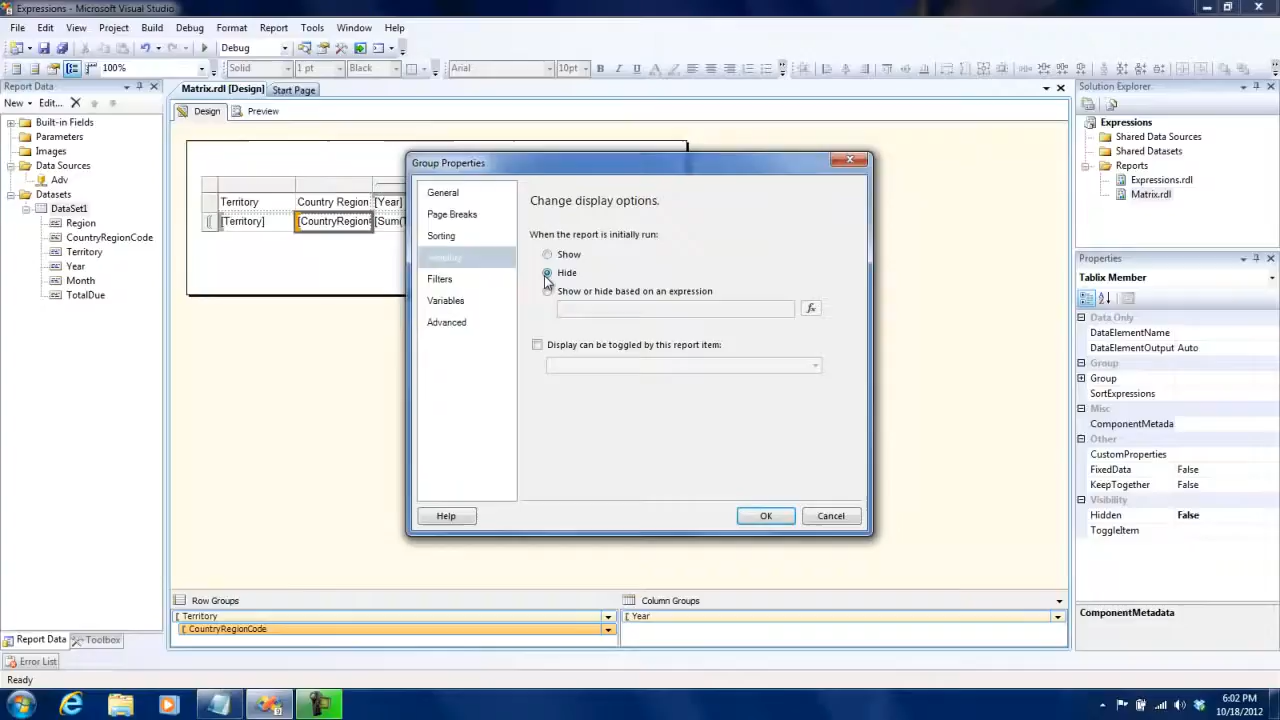 Expressions - Microsoft Visual Studio
File Edit View Project Build Debug Format Report Tools Window Help
Debug
100% Solid 1 pt Black Arial 10pt B I U A
Report Data
New Edit...
Built-in Fields
Parameters
Images
Data Sources
Adv
Datasets
DataSet1
Region
CountryRegionCode
Territory
Year
Month
TotalDue
Report Data Toolbox
Error List
Ready
Matrix.rdl [Design] Start Page
Design Preview
Territory Country Region [Year]
[Territory] [CountryRegion [Sum(T
Group Properties
General
Page Breaks
Sorting
Filters
Variables
Advanced
Change display options.
When the report is initially run:
Show
Hide
Show or hide based on an expression
fx
Display can be toggled by this report item:
Help OK Cancel
Row Groups Column Groups
[ Territory [ Year
[ CountryRegionCode
Solution Explorer
Expressions
Shared Data Sources
Shared Datasets
Reports
Expressions.rdl
Matrix.rdl
Properties
Tablix Member
Data Only
DataElementName
DataElementOutput Auto
Group
Group
SortExpressions
Misc
ComponentMetada
Other
CustomProperties
FixedData False
KeepTogether False
Visibility
Hidden False
ToggleItem
ComponentMetadata
6:02 PM
10/18/2012